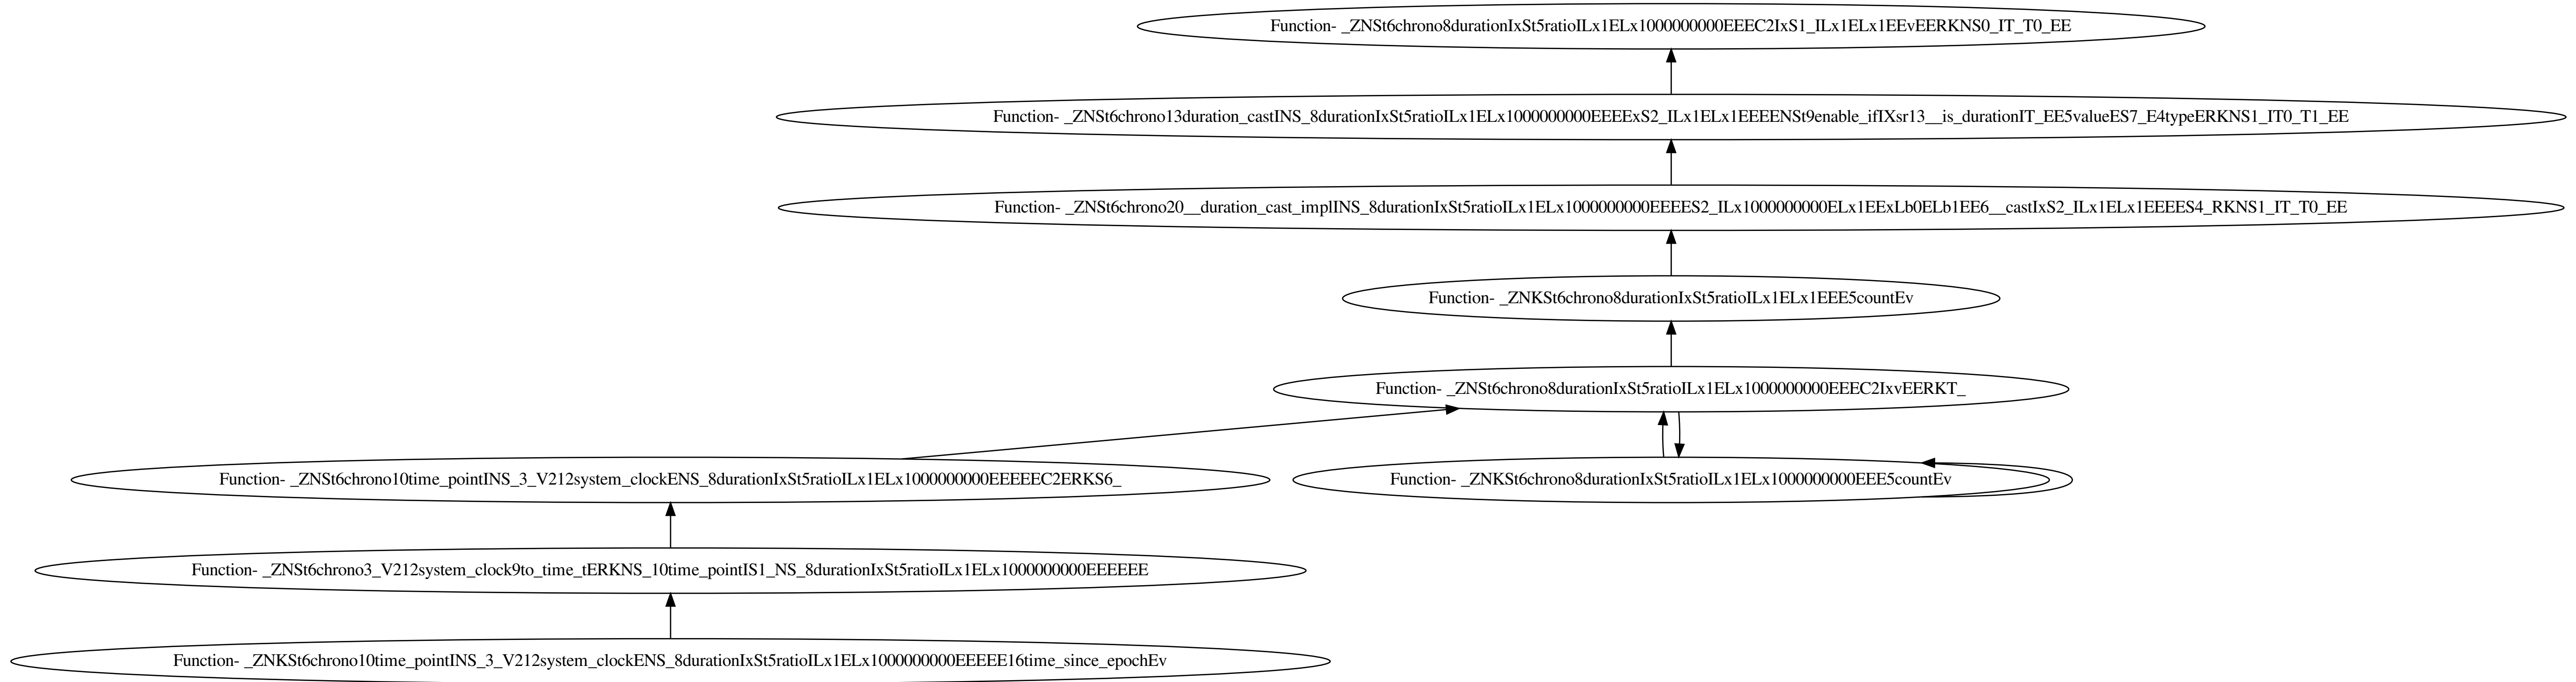 Function- _ZNSt6chrono8durationIxSt5ratioILx1ELx1000000000EEEC2IxS1_ILx1ELx1EEvEERKNS0_IT_T0_EE
Function- _ZNSt6chrono13duration_castINS_8durationIxSt5ratioILx1ELx1000000000EEEExS2_ILx1ELx1EEEENSt9enable_ifIXsr13__is_durationIT_EE5valueES7_E4typeERKNS1_IT0_T1_EE
Function- _ZNSt6chrono20__duration_cast_implINS_8durationIxSt5ratioILx1ELx1000000000EEEES2_ILx1000000000ELx1EExLb0ELb1EE6__castIxS2_ILx1ELx1EEEES4_RKNS1_IT_T0_EE
Function- _ZNKSt6chrono8durationIxSt5ratioILx1ELx1EEE5countEv
Function- _ZNSt6chrono8durationIxSt5ratioILx1ELx1000000000EEEC2IxvEERKT_
Function- _ZNSt6chrono10time_pointINS_3_V212system_clockENS_8durationIxSt5ratioILx1ELx1000000000EEEEEC2ERKS6_
Function- _ZNKSt6chrono8durationIxSt5ratioILx1ELx1000000000EEE5countEv
Function- _ZNSt6chrono3_V212system_clock9to_time_tERKNS_10time_pointIS1_NS_8durationIxSt5ratioILx1ELx1000000000EEEEEE
Function- _ZNKSt6chrono10time_pointINS_3_V212system_clockENS_8durationIxSt5ratioILx1ELx1000000000EEEEE16time_since_epochEv